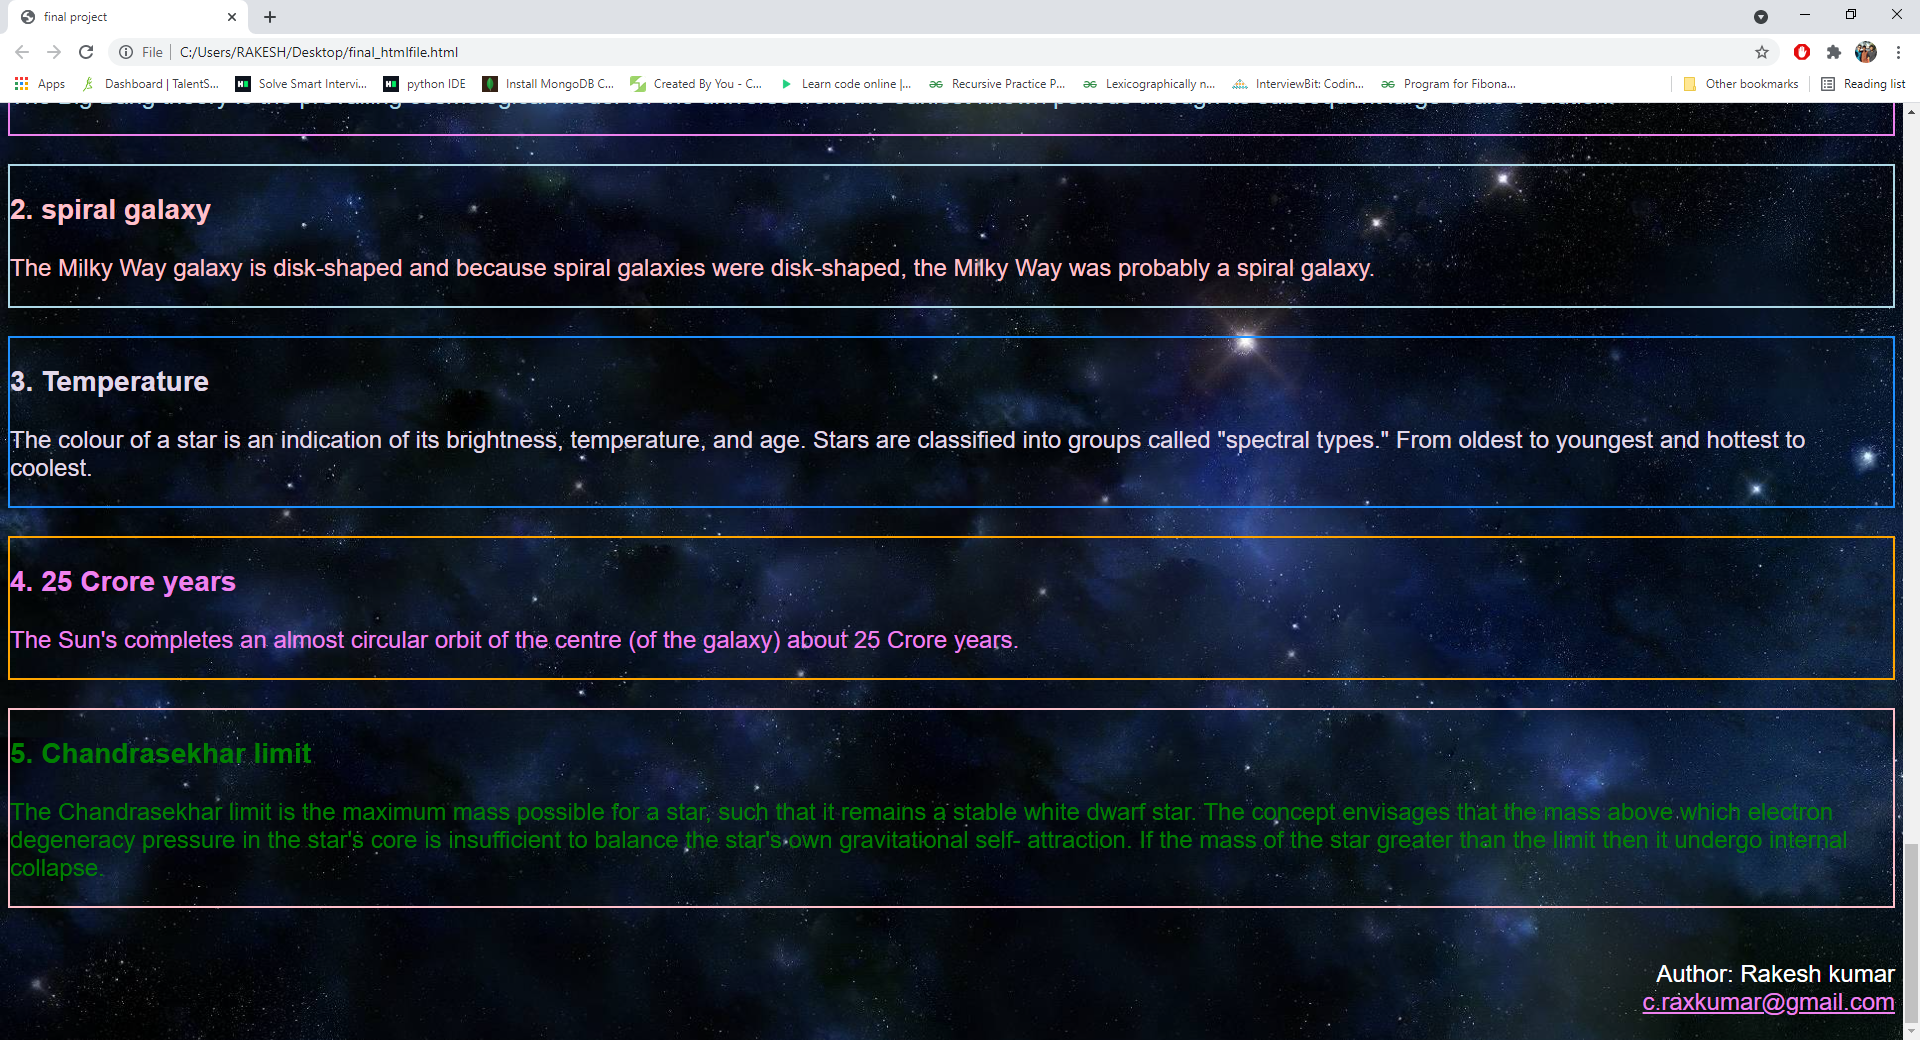 final project
File
C:/Users/RAKESH/Desktop/final_htmlfile.html
Apps
Dashboard | TalentS...
Solve Smart Intervi...
python IDE
Install MongoDB C...
Created By You - C...
Learn code online |...
Recursive Practice P...
Lexicographically n...
InterviewBit: Codin...
Program for Fibona...
Other bookmarks
Reading list
2. spiral galaxy
The Milky Way galaxy is disk-shaped and because spiral galaxies were disk-shaped, the Milky Way was probably a spiral galaxy.
3. Temperature
The colour of a star is an indication of its brightness, temperature, and age. Stars are classified into groups called "spectral types." From oldest to youngest and hottest to
coolest.
4. 25 Crore years
The Sun's completes an almost circular orbit of the centre (of the galaxy) about 25 Crore years.
5. Chandrasekhar limit
The Chandrasekhar limit is the maximum mass possible for a star, such that it remains a stable white dwarf star. The concept envisages that the mass above which electron
degeneracy pressure in the star's core is insufficient to balance the star's own gravitational self- attraction. If the mass of the star greater than the limit then it undergo internal
collapse.
Author: Rakesh kumar
c.raxkumar@gmail.com